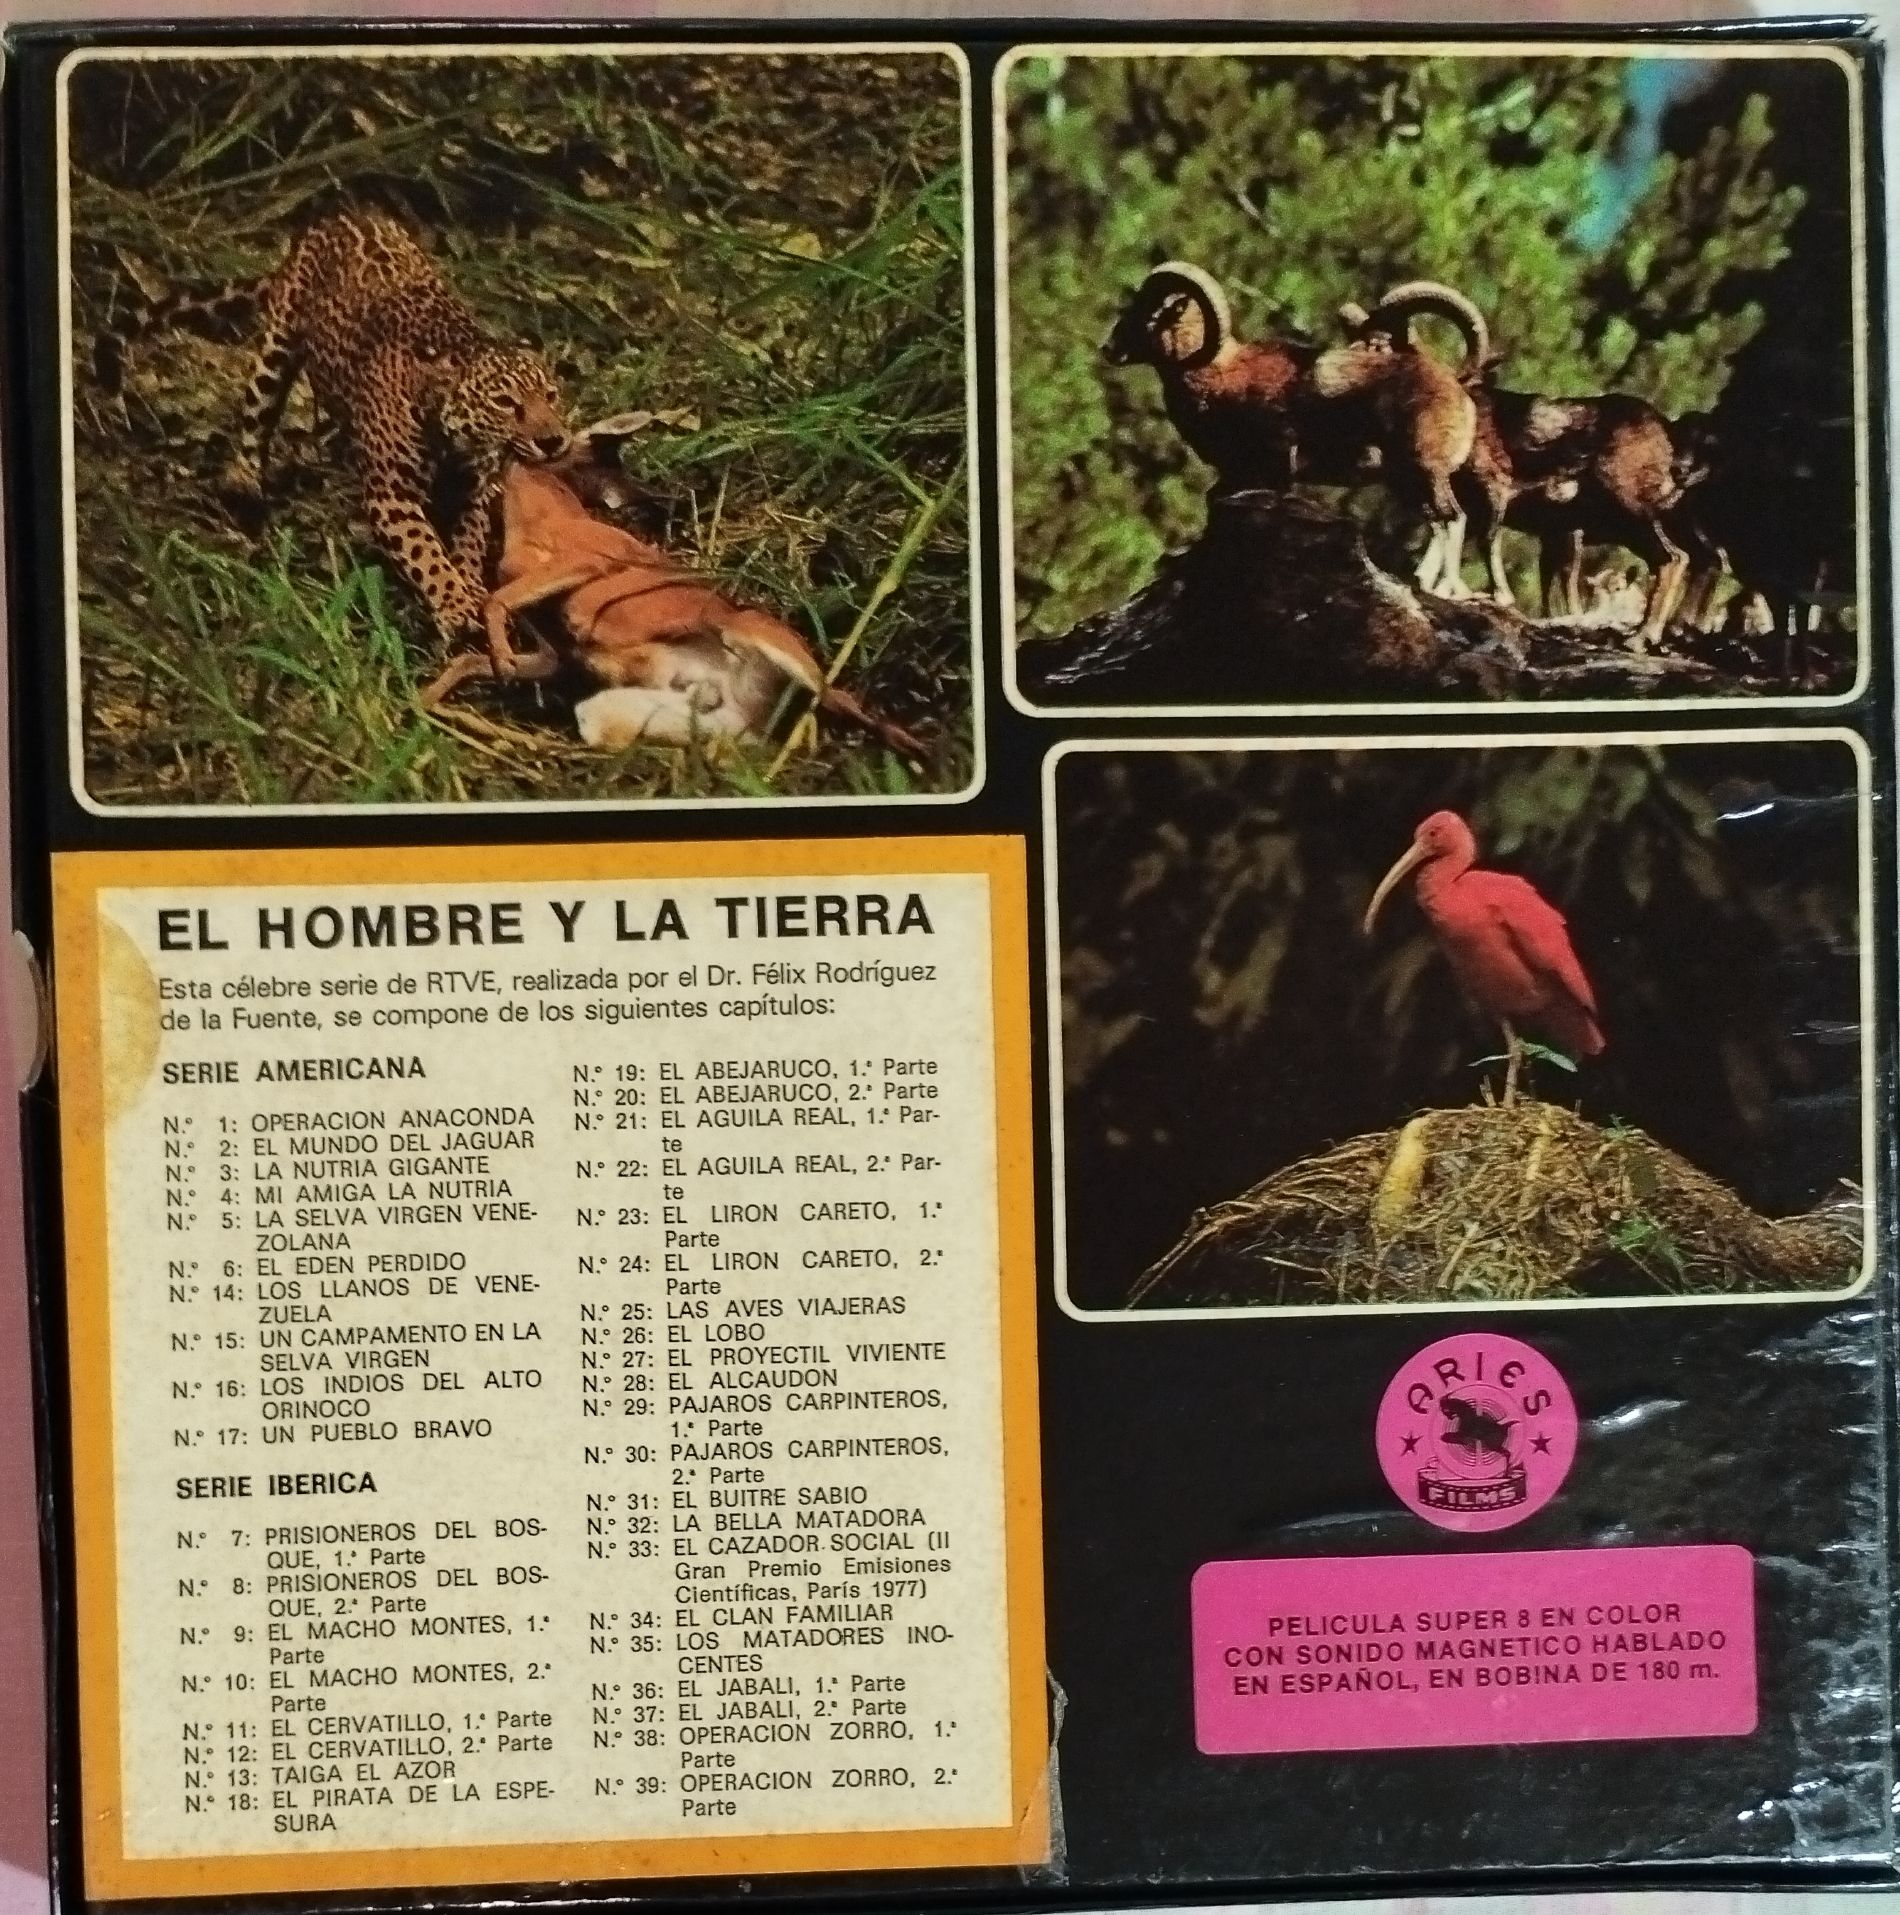 EL HOMBRE Y LA TIERRA
Esta célebre serie de RTVE, realizada por el Dr. Félix Rodríguez
de la Fuente, se compone de los siguientes capítulos:
SERIE AMERICANA
N.º 1: OPERACION ANACONDA
N.º 2: EL MUNDO DEL JAGUAR
N.º 3: LA NUTRIA GIGANTE
N.º 4: MI AMIGA LA NUTRIA
N.º 5: LA SELVA VIRGEN VENE-
ZOLANA
N.º 6: EL EDEN PERDIDO
N.º 14: LOS LLANOS DE VENE-
ZUELA
N.º 15: UN CAMPAMENTO EN LA
SELVA VIRGEN
N.º 16: LOS INDIOS DEL ALTO
ORINOCO
N.º 17: UN PUEBLO BRAVO
SERIE IBERICA
N.º 7: PRISIONEROS DEL BOS-
QUE, 1.ª Parte
N.º 8: PRISIONEROS DEL BOS-
QUE, 2.ª Parte
N.º 9: EL MACHO MONTES, 1.ª
Parte
N.º 10: EL MACHO MONTES, 2.ª
Parte
N.º 11: EL CERVATILLO, 1.ª Parte
N.º 12: EL CERVATILLO, 2.ª Parte
N.º 13: TAIGA EL AZOR
N.º 18: EL PIRATA DE LA ESPE-
SURA
N.º 19: EL ABEJARUCO, 1.ª Parte
N.º 20: EL ABEJARUCO, 2.ª Parte
N.º 21: EL AGUILA REAL, 1.ª Par-
te
N.º 22: EL AGUILA REAL, 2.ª Par-
te
N.º 23: EL LIRON CARETO, 1.ª
Parte
N.º 24: EL LIRON CARETO, 2.ª
Parte
N.º 25: LAS AVES VIAJERAS
N.º 26: EL LOBO
N.º 27: EL PROYECTIL VIVIENTE
N.º 28: EL ALCAUDON
N.º 29: PAJAROS CARPINTEROS,
1.ª Parte
N.º 30: PAJAROS CARPINTEROS,
2.ª Parte
N.º 31: EL BUITRE SABIO
N.º 32: LA BELLA MATADORA
N.º 33: EL CAZADOR SOCIAL (II
Gran Premio Emisiones
Científicas, París 1977)
N.º 34: EL CLAN FAMILIAR
N.º 35: LOS MATADORES INO-
CENTES
N.º 36: EL JABALI, 1.ª Parte
N.º 37: EL JABALI, 2.ª Parte
N.º 38: OPERACION ZORRO, 1.ª
Parte
N.º 39: OPERACION ZORRO, 2.ª
Parte
ARIES
FILMS
PELICULA SUPER 8 EN COLOR
CON SONIDO MAGNETICO HABLADO
EN ESPAÑOL, EN BOBINA DE 180 m.